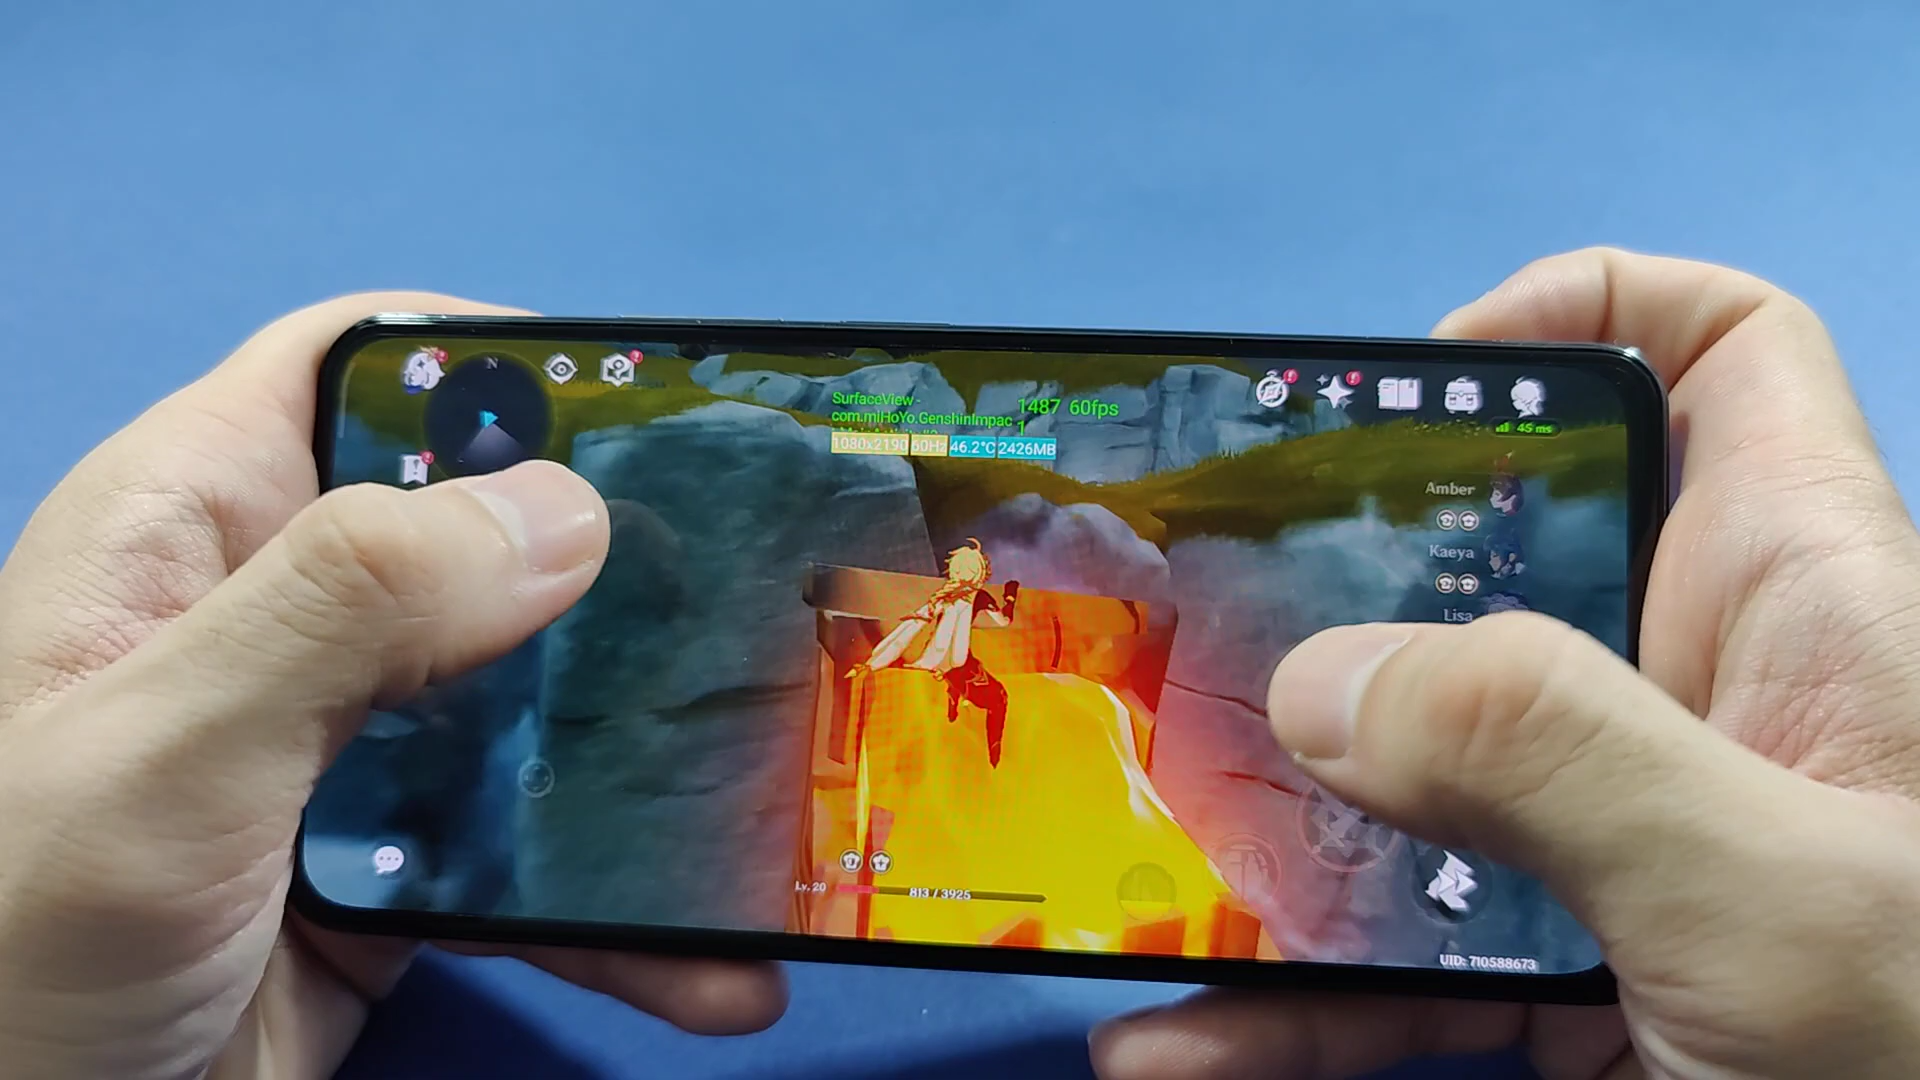 N
SurfaceView -
com.miHoYo.GenshinImpac
1487 60fps
1
1080x2190 60Hz 46.2°C 2426MB
45 ms
Amber
Kaeya
Lisa
Lv. 20
813 / 3925
UID: 710588673